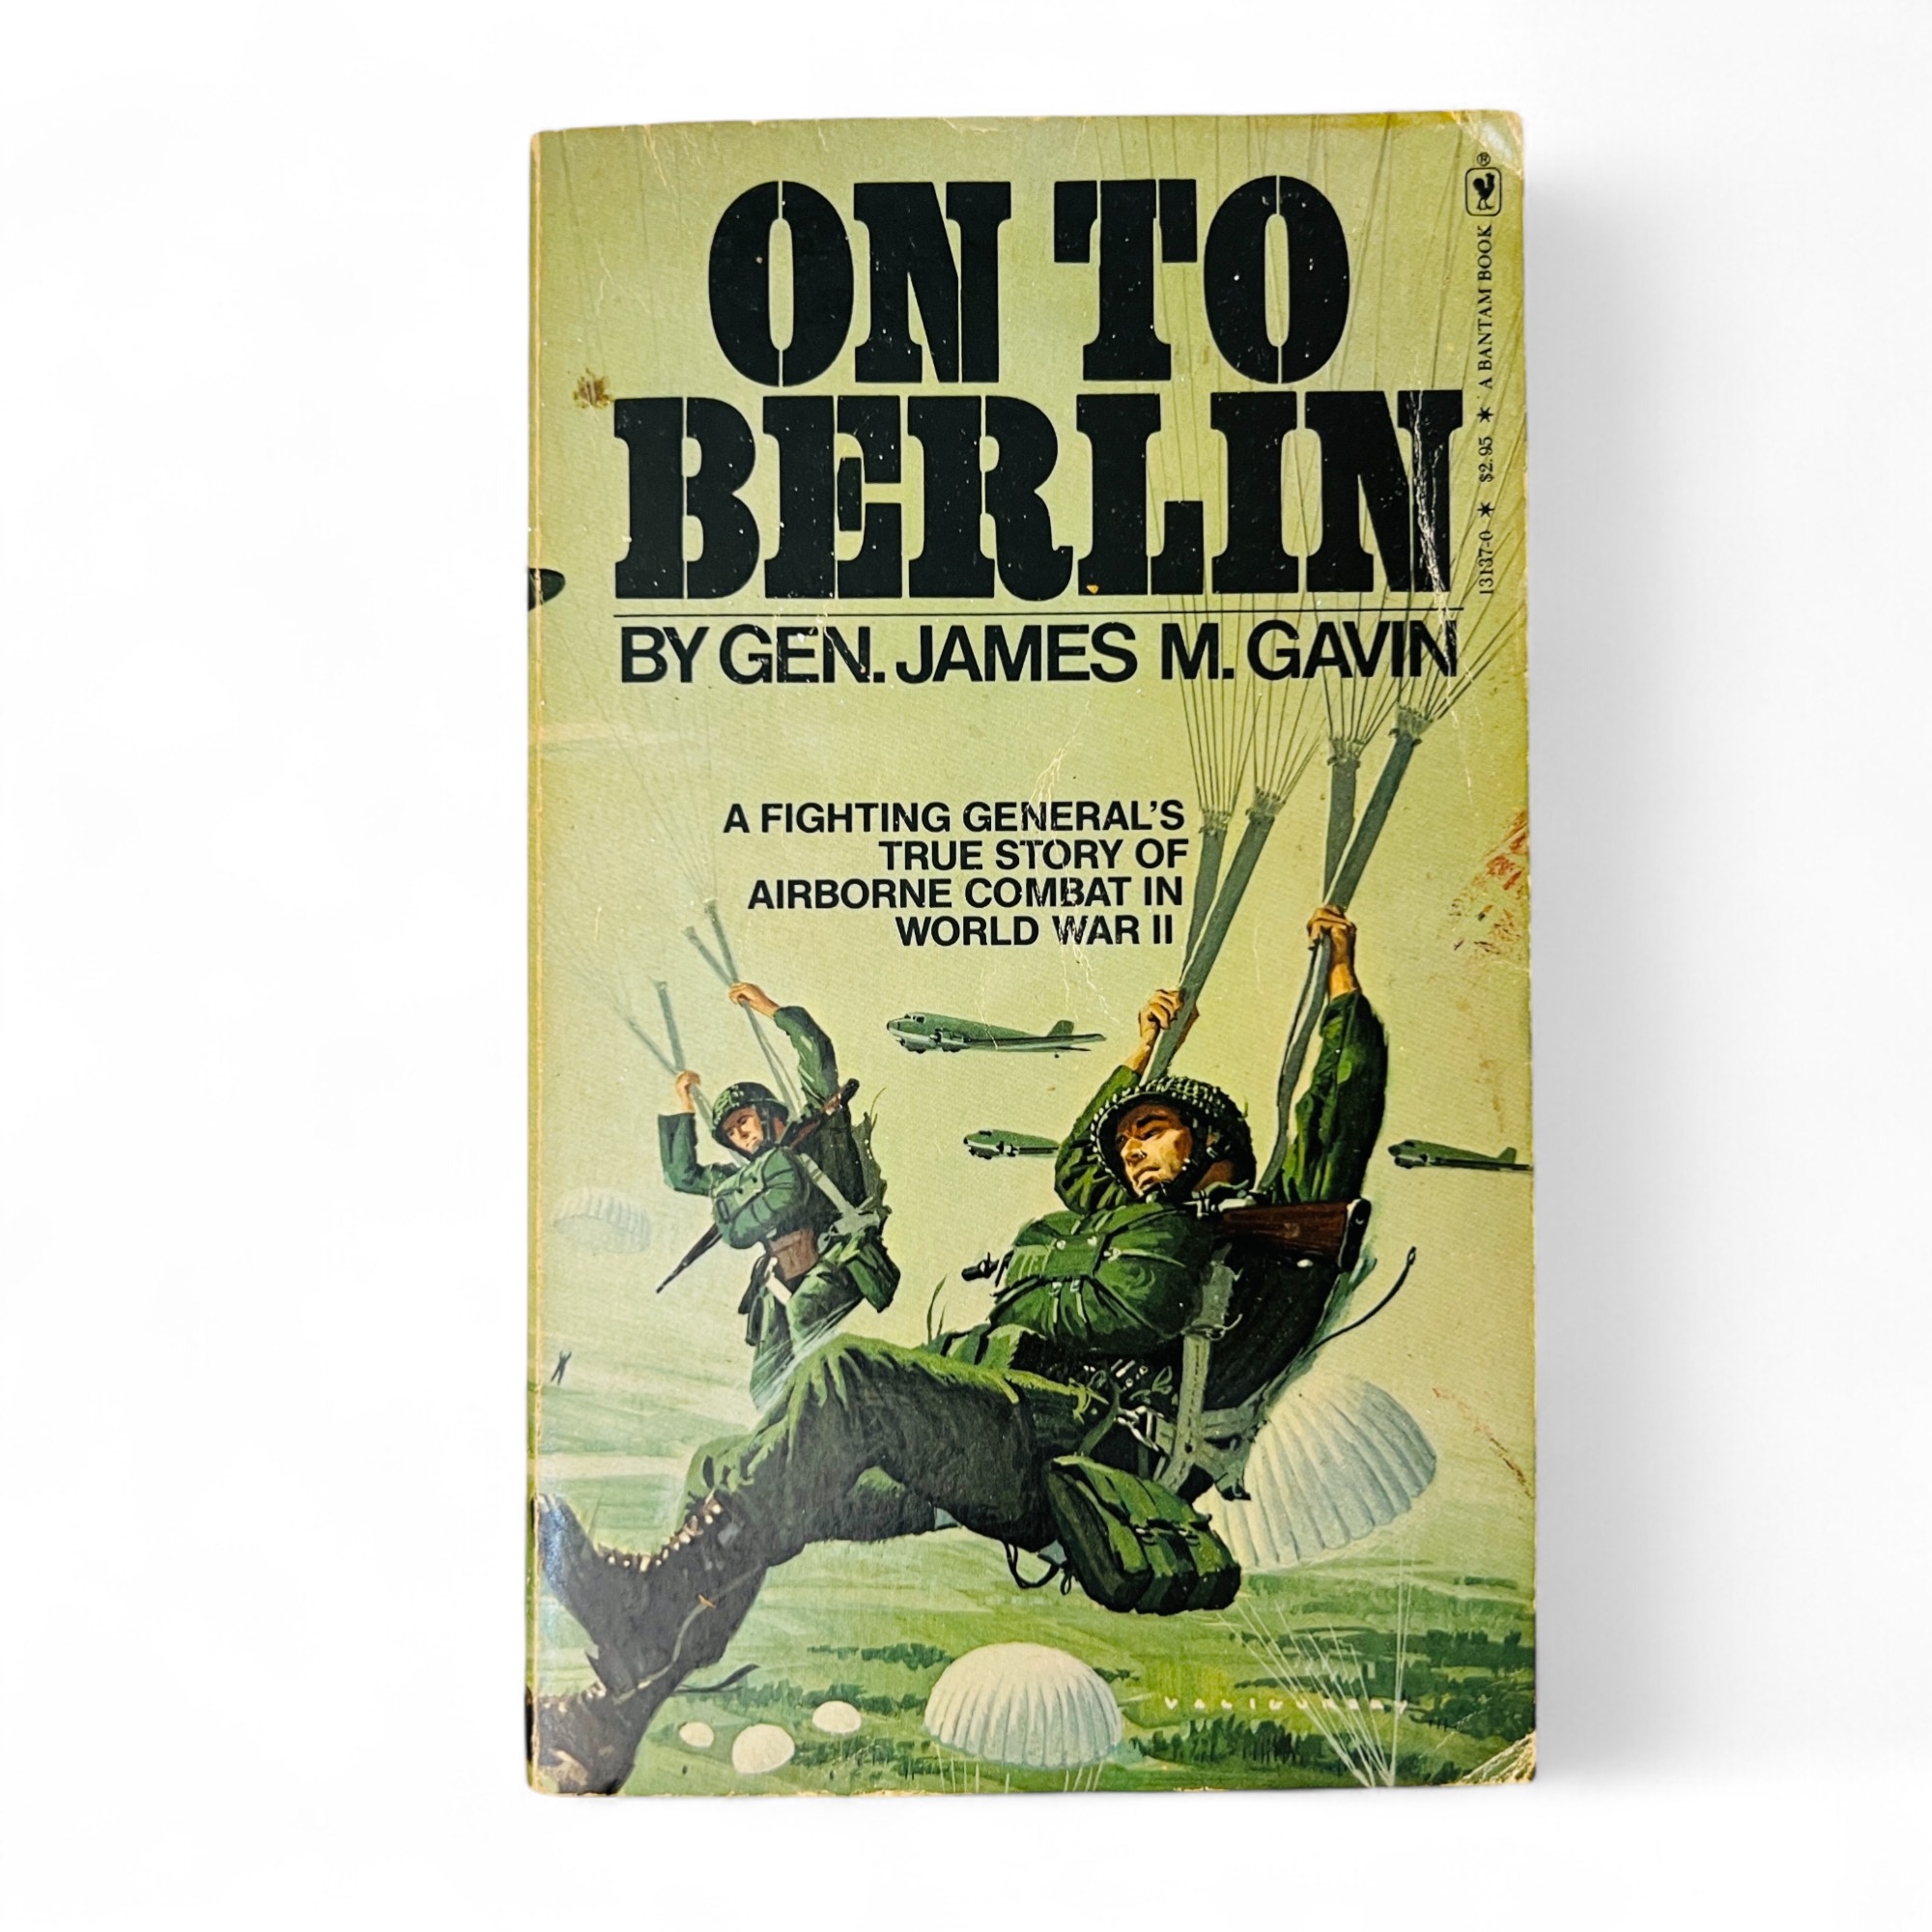 ON TO
BERLIN
BY GEN. JAMES M. GAVIN
A FIGHTING GENERAL'S
TRUE STORY OF
AIRBORNE COMBAT IN
WORLD WAR II
13137-0 ★ $2.95 ★ A BANTAM BOOK ®